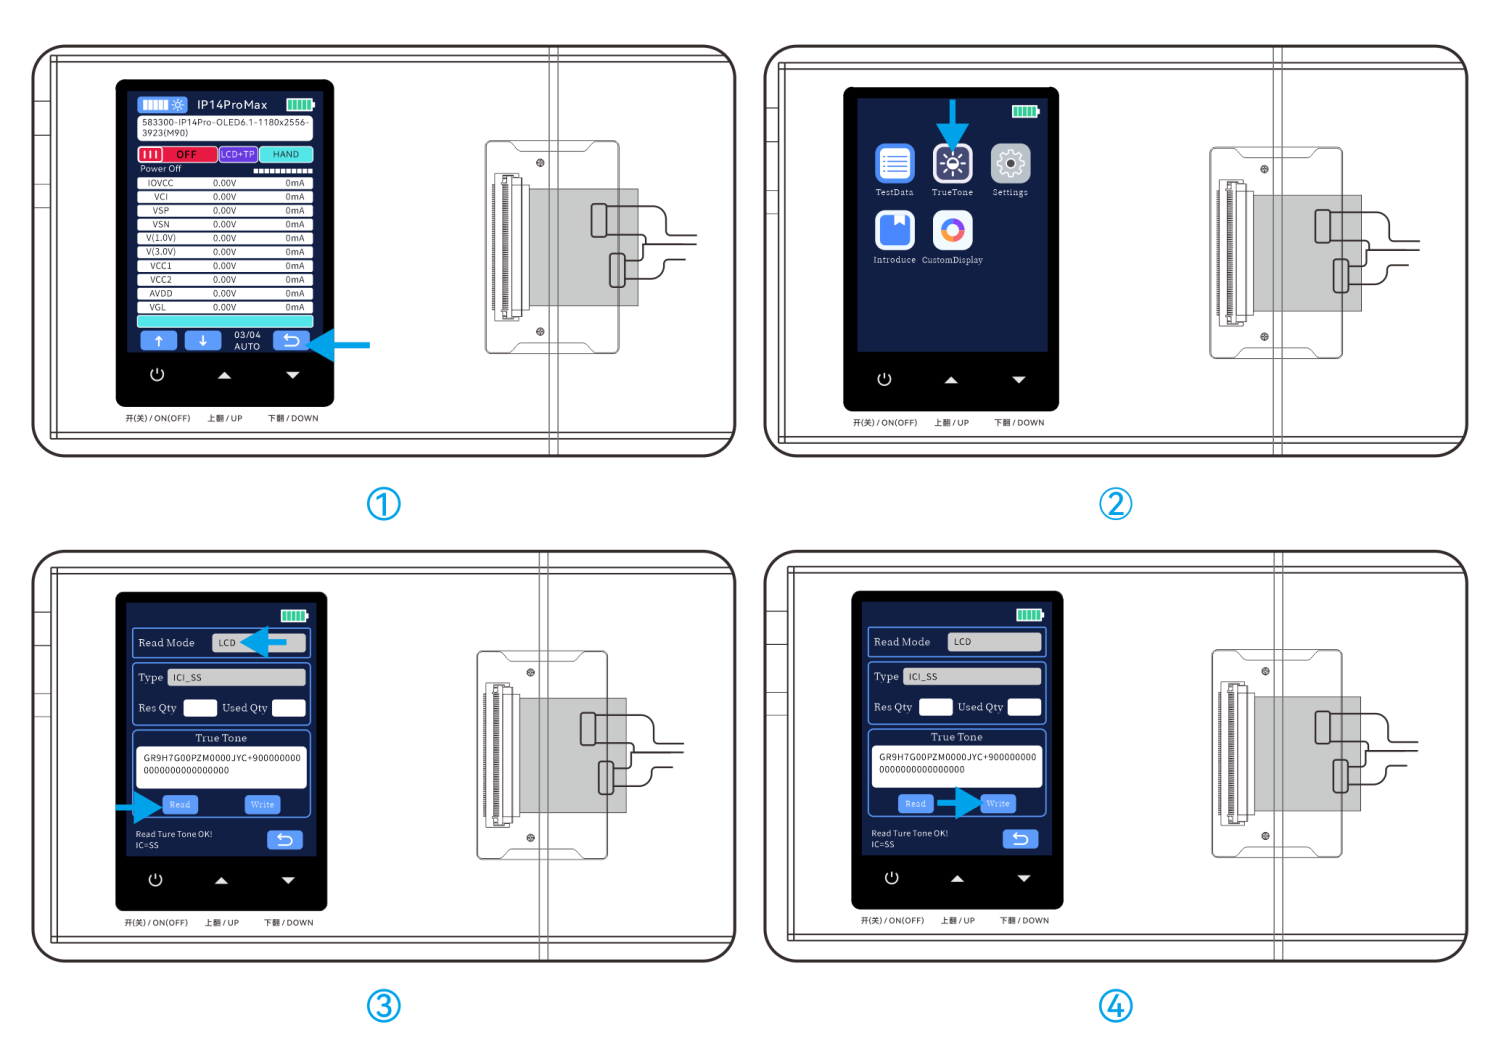 IP14ProMax
583300-IP14Pro-OLED6.1-1180x2556-
3923(M90)
OFF LCD+TP HAND
Power Off
IOVCC 0.00V 0mA
VCI 0.00V 0mA
VSP 0.00V 0mA
VSN 0.00V 0mA
V(1.0V) 0.00V 0mA
V(3.0V) 0.00V 0mA
VCC1 0.00V 0mA
VCC2 0.00V 0mA
AVDD 0.00V 0mA
VGL 0.00V 0mA
03/04
AUTO
开(关) / ON(OFF) 上翻 / UP 下翻 / DOWN
①
TestData TrueTone Settings
Introduce CustomDisplay
开(关) / ON(OFF) 上翻 / UP 下翻 / DOWN
②
Read Mode LCD
Type ICI_SS
Res Qty Used Qty
True Tone
GR9H7G00PZM0000JYC+900000000
0000000000000000000
Read Write
Read Ture Tone OK!
IC=SS
开(关) / ON(OFF) 上翻 / UP 下翻 / DOWN
③
Read Mode LCD
Type ICI_SS
Res Qty Used Qty
True Tone
GR9H7G00PZM0000JYC+900000000
0000000000000000000
Read Write
Read Ture Tone OK!
IC=SS
开(关) / ON(OFF) 上翻 / UP 下翻 / DOWN
④